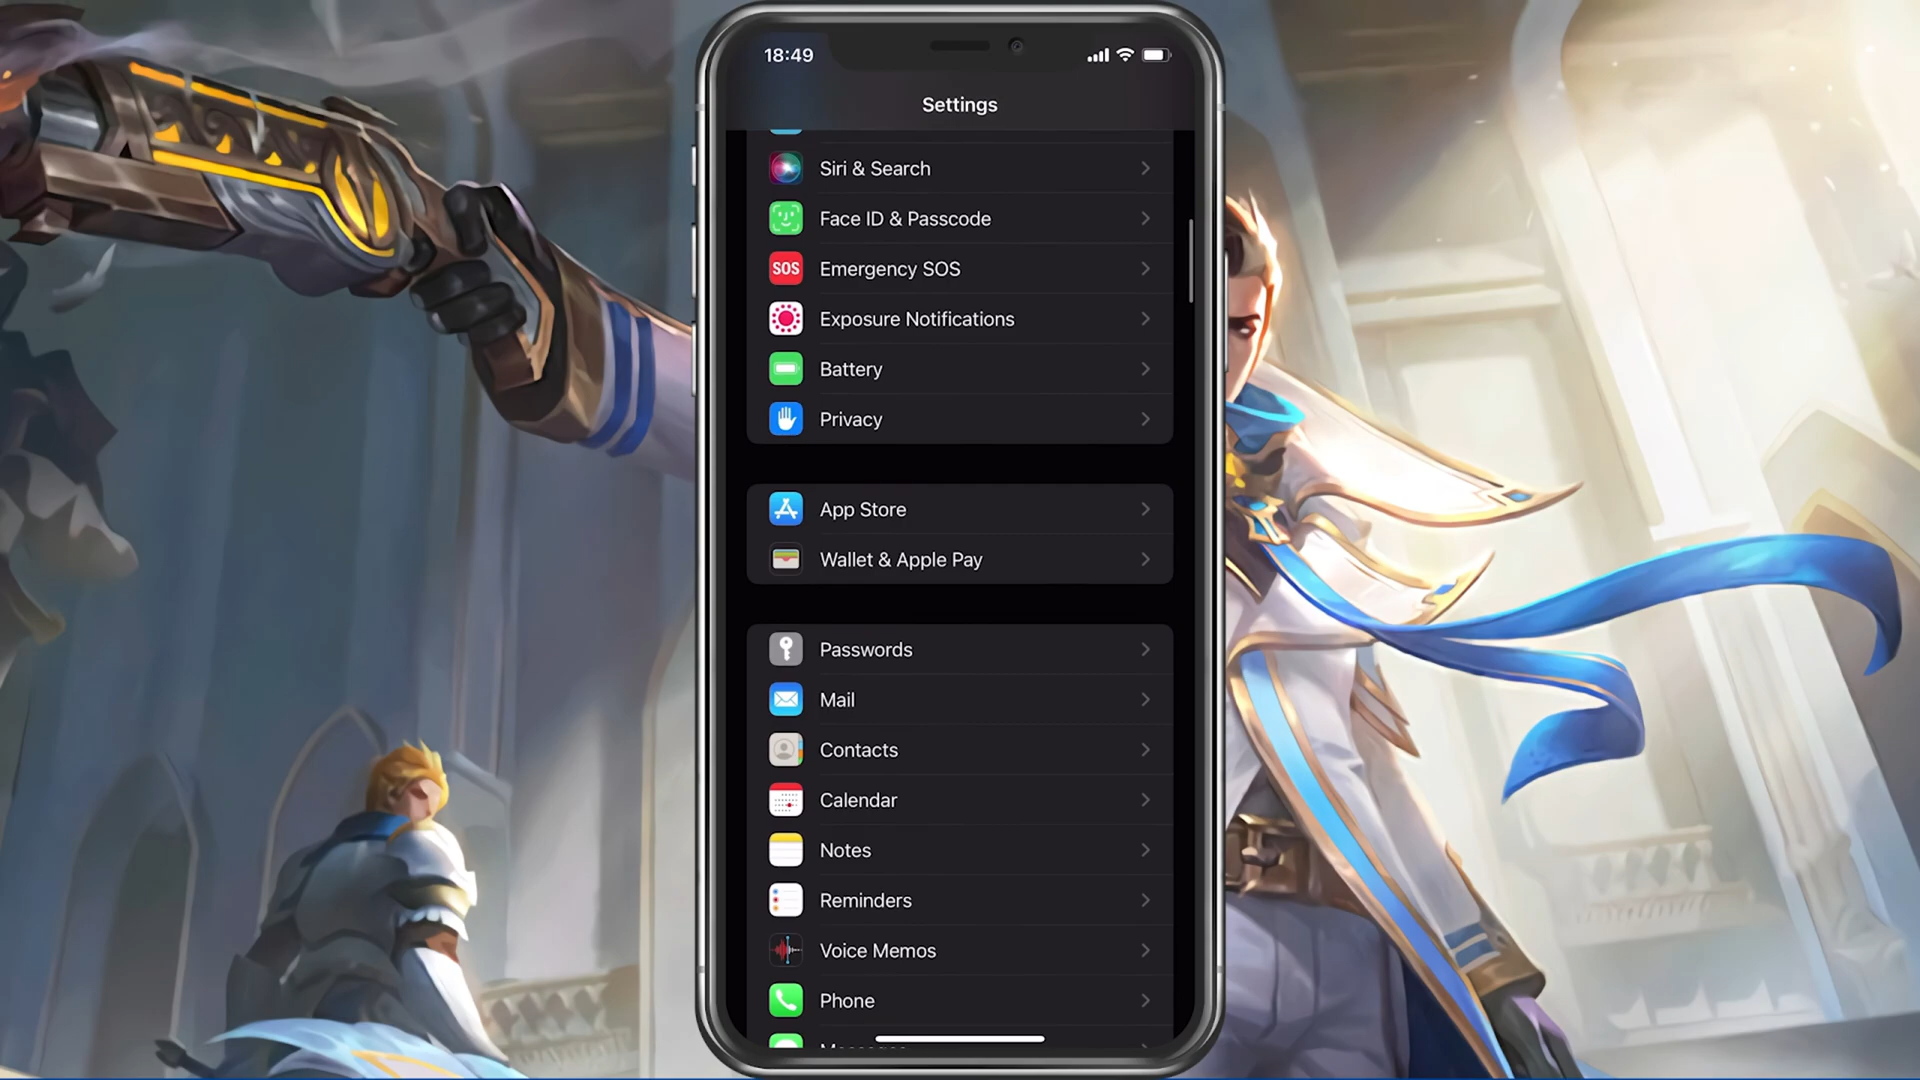 18:49
Settings
Siri & Search
Face ID & Passcode
SOS
Emergency SOS
Exposure Notifications
Battery
Privacy
App Store
Wallet & Apple Pay
Passwords
Mail
Contacts
Calendar
Notes
Reminders
Voice Memos
Phone